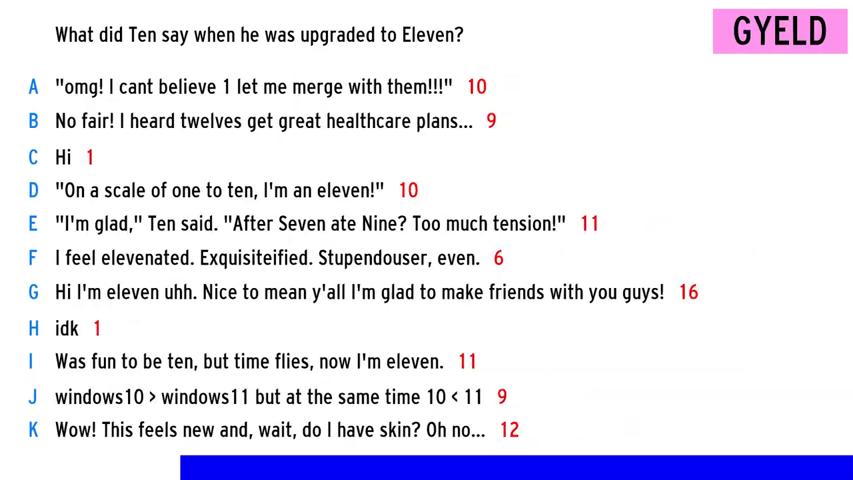 What did Ten say when he was upgraded to Eleven?
GYELD
A "omg! I cant believe 1 let me merge with them!!!" 10
B No fair! I heard twelves get great healthcare plans... 9
C Hi 1
D "On a scale of one to ten, I'm an eleven!" 10
E "I'm glad," Ten said. "After Seven ate Nine? Too much tension!" 11
F I feel elevenated. Exquisiteified. Stupendouser, even. 6
G Hi I'm eleven uhh. Nice to mean y'all I'm glad to make friends with you guys! 16
H idk 1
I Was fun to be ten, but time flies, now I'm eleven. 11
J windows10 > windows11 but at the same time 10 < 11 9
K Wow! This feels new and, wait, do I have skin? Oh no... 12